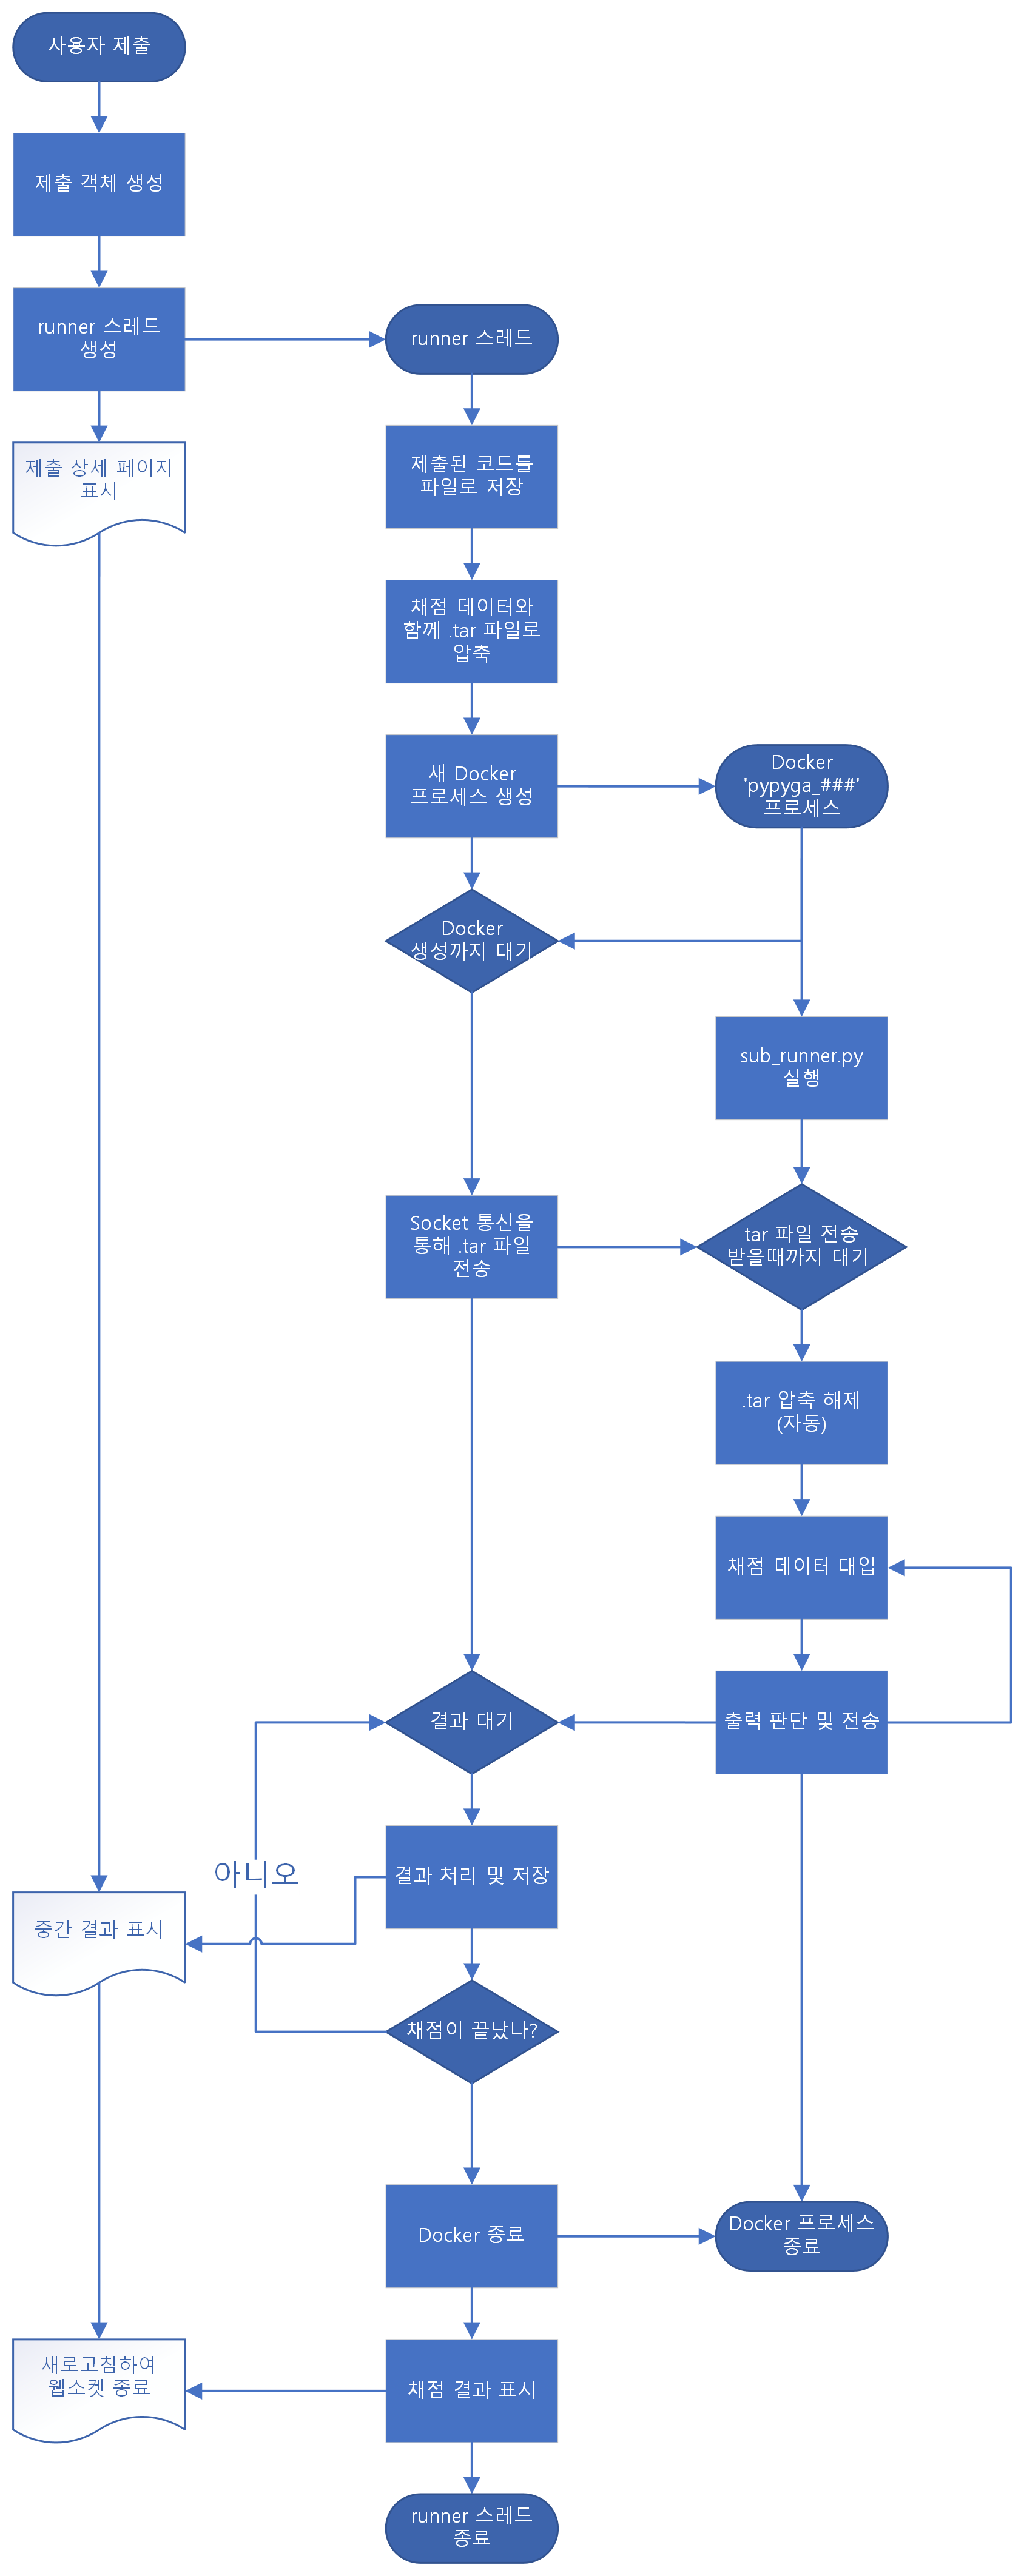 사용자 제출
제출 객체 생성
runner 스레드
생성
runner 스레드
제출 상세 페이지
표시
제출된 코드를
파일로 저장
채점 데이터와
함께 .tar 파일로
압축
새 Docker
프로세스 생성
Docker
'pypyga_###'
프로세스
Docker
생성까지 대기
sub_runner.py
실행
Socket 통신을
통해 .tar 파일
전송
tar 파일 전송
받을때까지 대기
.tar 압축 해제
(자동)
채점 데이터 대입
결과 대기
출력 판단 및 전송
아니오
결과 처리 및 저장
중간 결과 표시
채점이 끝났나?
Docker 종료
Docker 프로세스
종료
새로고침하여
웹소켓 종료
채점 결과 표시
runner 스레드
종료